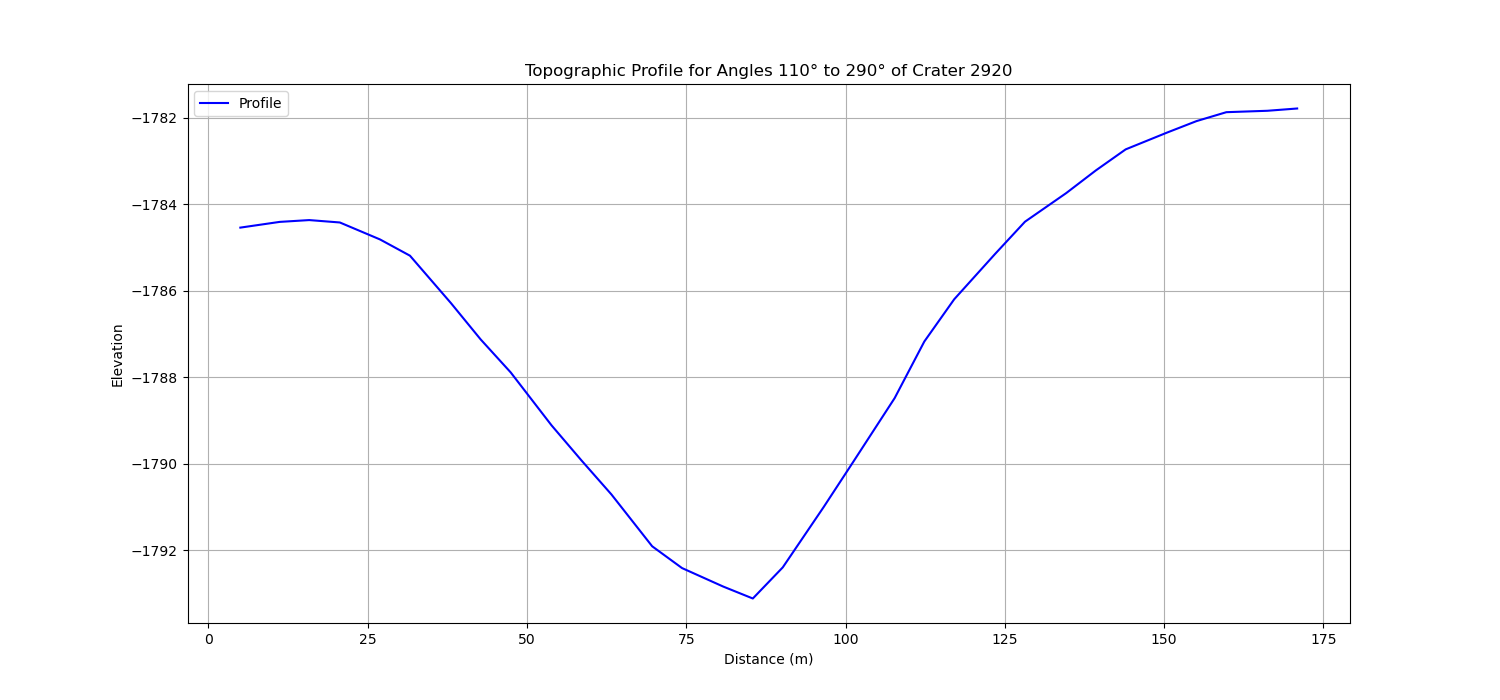 Topographic Profile for Angles 110° to 290° of Crater 2920
Profile
−1782
−1784
−1786
−1788
−1790
−1792
Elevation
0 25 50 75 100 125 150 175
Distance (m)